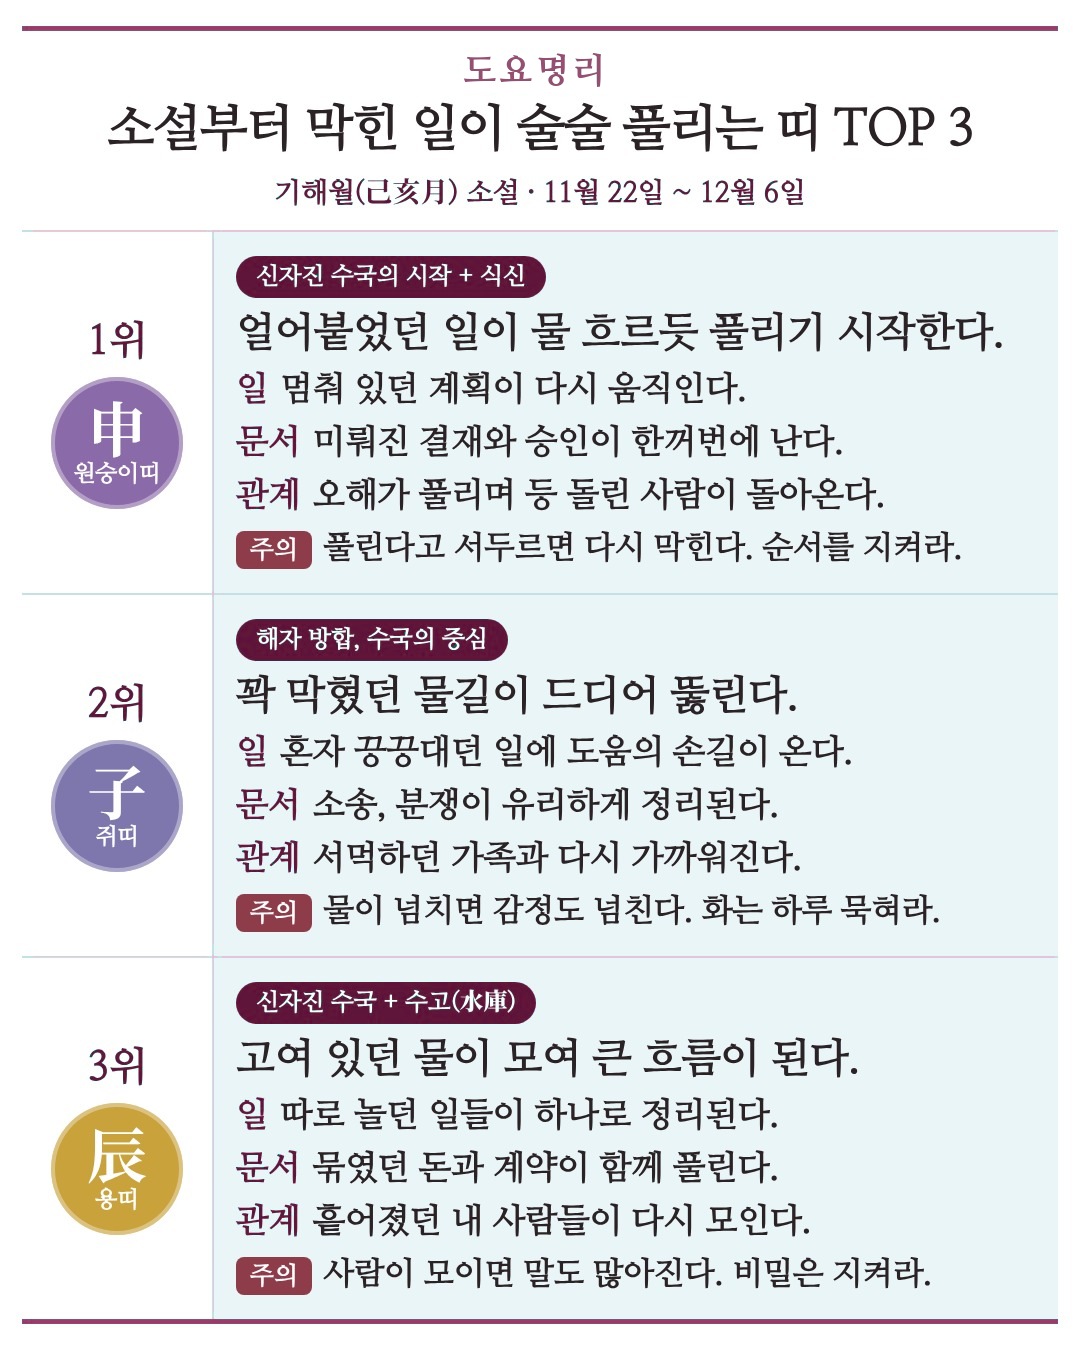 도요명리
소설부터 막힌 일이 술술 풀리는 띠 TOP 3
기해월(己亥月) 소설 · 11월 22일 ~ 12월 6일
1위
申
원숭이띠
신자진 수국의 시작 + 식신
얼어붙었던 일이 물 흐르듯 풀리기 시작한다.
일 멈춰 있던 계획이 다시 움직인다.
문서 미뤄진 결재와 승인이 한꺼번에 난다.
관계 오해가 풀리며 등 돌린 사람이 돌아온다.
주의 풀린다고 서두르면 다시 막힌다. 순서를 지켜라.
2위
子
쥐띠
해자 방합, 수국의 중심
꽉 막혔던 물길이 드디어 뚫린다.
일 혼자 끙끙대던 일에 도움의 손길이 온다.
문서 소송, 분쟁이 유리하게 정리된다.
관계 서먹하던 가족과 다시 가까워진다.
주의 물이 넘치면 감정도 넘친다. 화는 하루 묵혀라.
3위
辰
용띠
신자진 수국 + 수고(水庫)
고여 있던 물이 모여 큰 흐름이 된다.
일 따로 놀던 일들이 하나로 정리된다.
문서 묶였던 돈과 계약이 함께 풀린다.
관계 흩어졌던 내 사람들이 다시 모인다.
주의 사람이 모이면 말도 많아진다. 비밀은 지켜라.